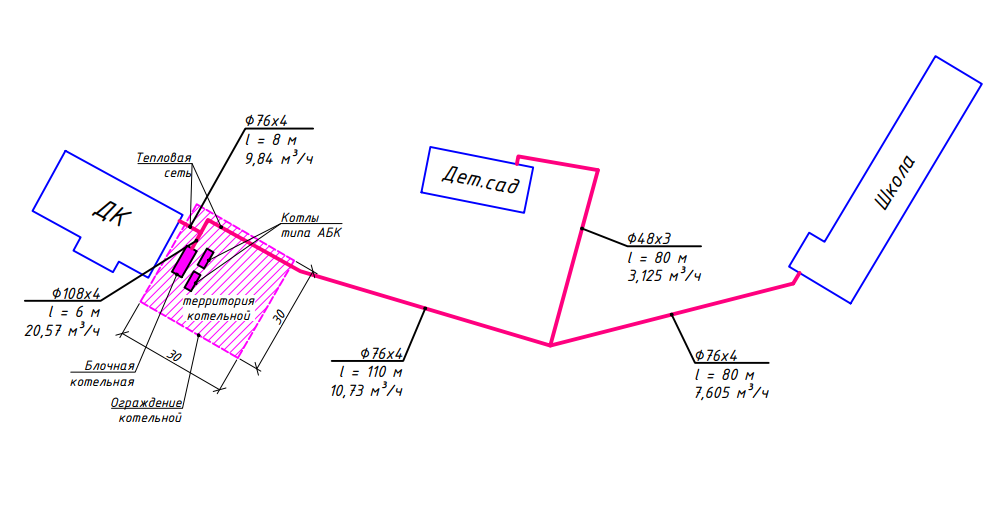 Ф76х4
l = 8 м
9,84 м³/ч
Тепловая
сеть
ДК
Котлы
типа АБК
Дет.сад
Школа
Ф48х3
l = 80 м
3,125 м³/ч
Ф108х4
l = 6 м
20,57 м³/ч
территория
котельной
30
30
Блочная
котельная
Ограждение
котельной
Ф76х4
l = 110 м
10,73 м³/ч
Ф76х4
l = 80 м
7,605 м³/ч